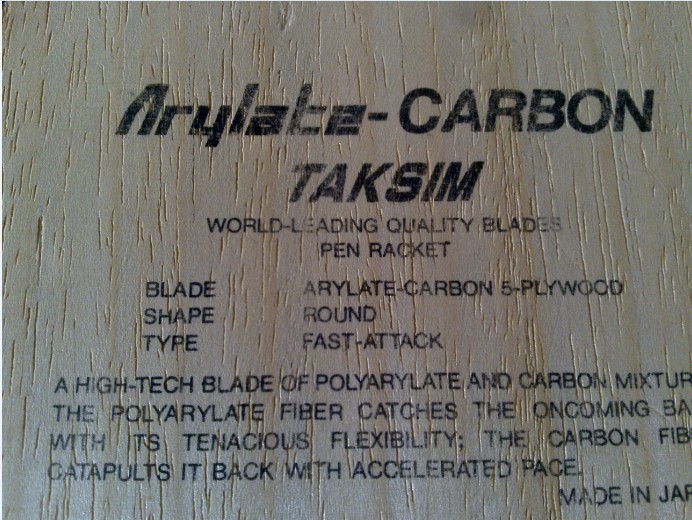 Arylate-CARBON
TAKSIM
WORLD-LEADING QUALITY BLADES
PEN RACKET
BLADE ARYLATE-CARBON 5-PLYWOOD
SHAPE ROUND
TYPE FAST-ATTACK
A HIGH-TECH BLADE OF POLYARYLATE AND CARBON MIXTUR
THE POLYARYLATE FIBER CATCHES THE ONCOMING BA
WITH ITS TENACIOUS FLEXIBILITY; THE CARBON FIB
CATAPULTS IT BACK WITH ACCELERATED PACE.
MADE IN JAP